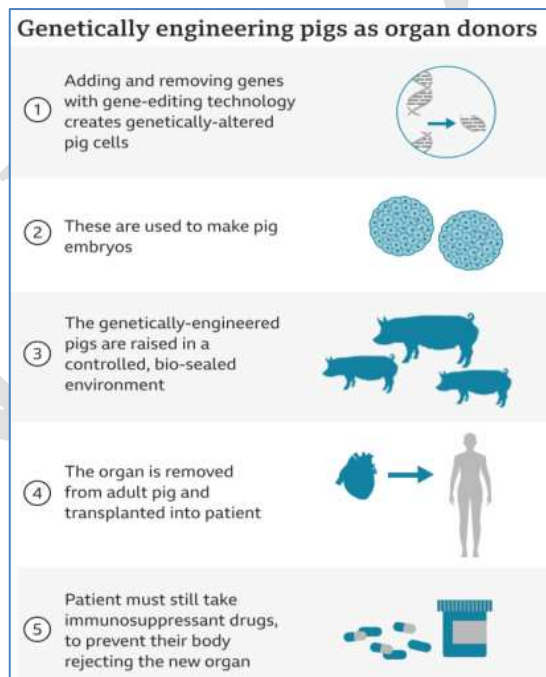 Genetically engineering pigs as organ donors
1
Adding and removing genes
with gene-editing technology
creates genetically-altered
pig cells
2
These are used to make pig
embryos
3
The genetically-engineered
pigs are raised in a
controlled, bio-sealed
environment
4
The organ is removed
from adult pig and
transplanted into patient
5
Patient must still take
immunosuppressant drugs,
to prevent their body
rejecting the new organ